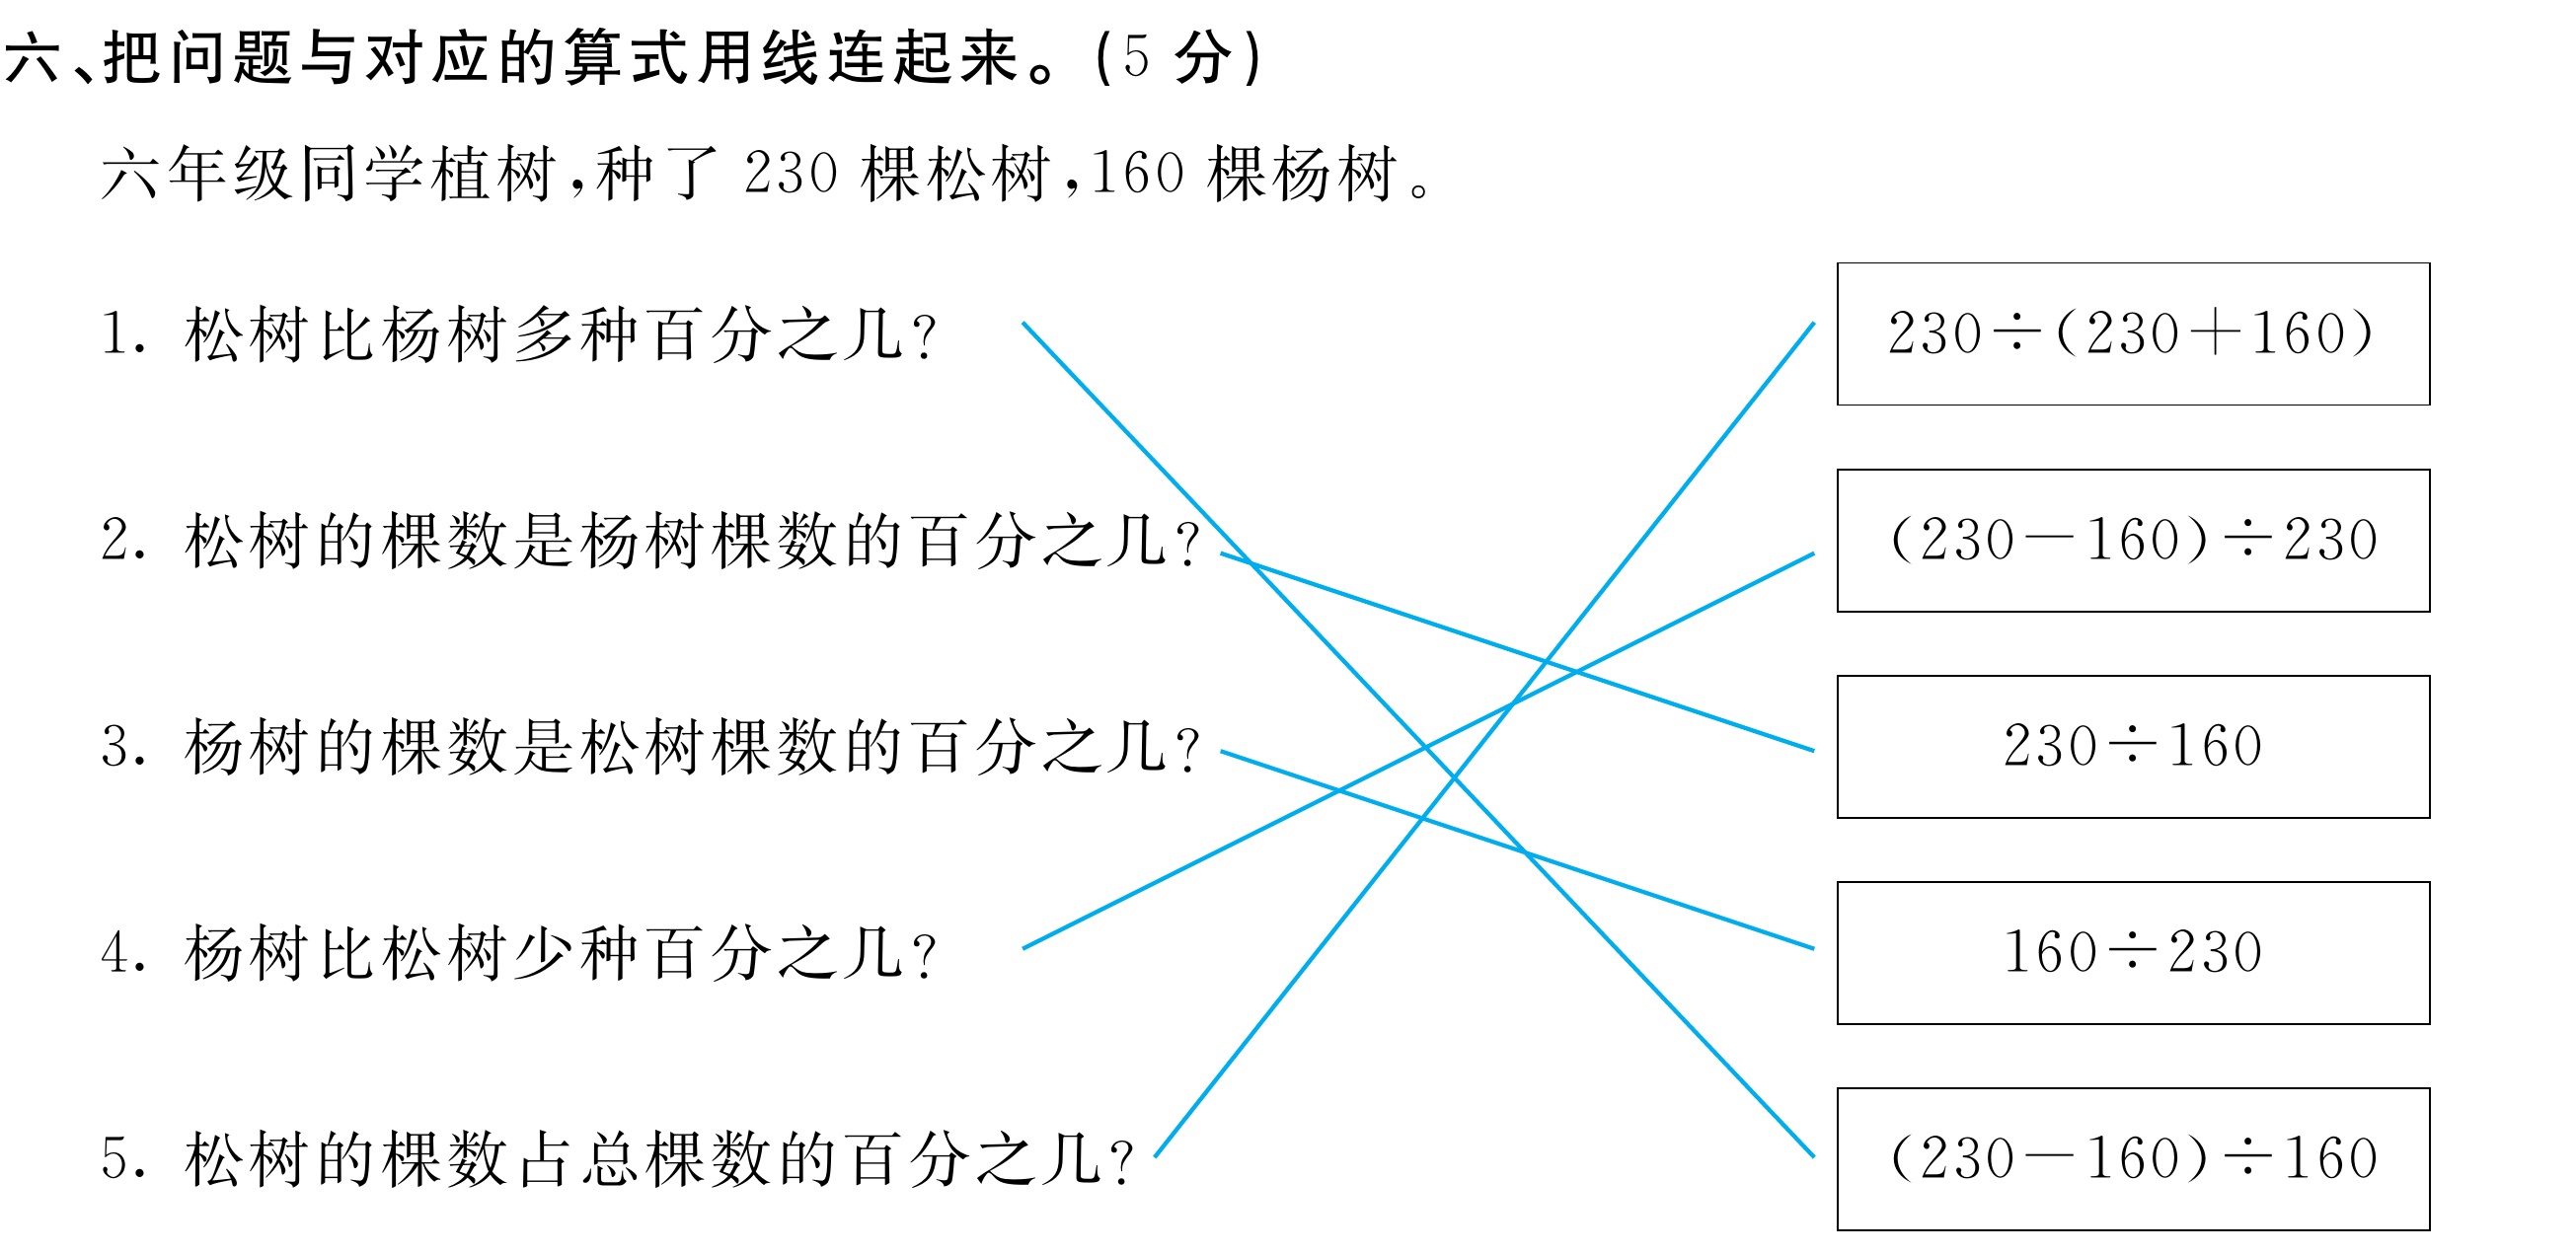 六、把问题与对应的算式用线连起来。(5 分)
六年级同学植树,种了 230 棵松树,160 棵杨树。
1. 松树比杨树多种百分之几? 230÷(230+160)
2. 松树的棵数是杨树棵数的百分之几? (230-160)÷230
3. 杨树的棵数是松树棵数的百分之几? 230÷160
4. 杨树比松树少种百分之几? 160÷230
5. 松树的棵数占总棵数的百分之几? (230-160)÷160